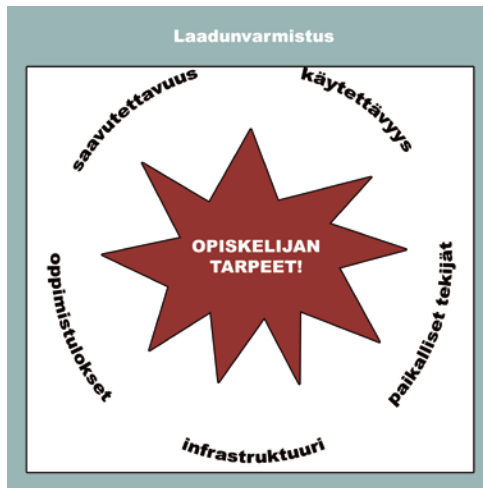 Laadunvarmistus
saavutettavuus
käytettävyys
OPISKELIJAN
TARPEET!
oppimistulokset
paikalliset tekijät
infrastruktuuri